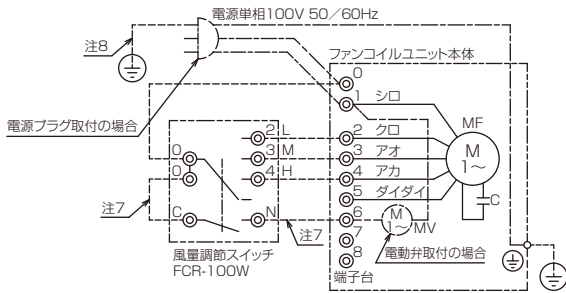 電源単相100V 50／60Hz
注8
ファンコイルユニット本体
0
1 シロ
MF
電源プラグ取付の場合
2 L
2 クロ
0
3 M
3 アオ
M
1～
0
4 H
4 アカ
5 ダイダイ
C
注7
C
N
6
M
1～
MV
注7
7
電動弁取付の場合
8
風量調節スイッチ
FCR-100W
端子台